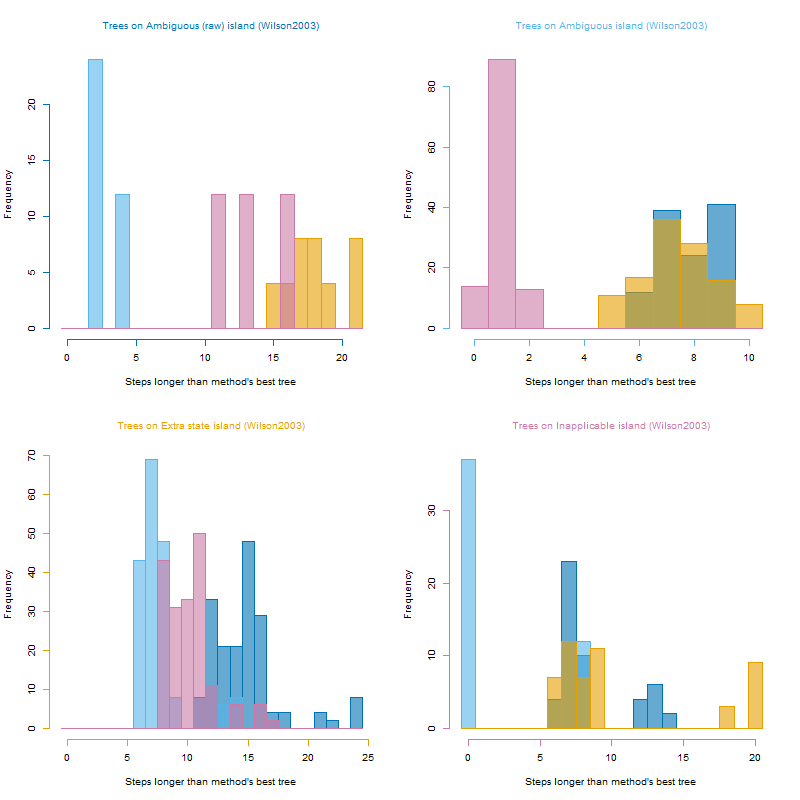 Trees on Ambiguous (raw) island (Wilson2003)
Frequency
0
5
10
15
20
0 5 10 15 20
Steps longer than method's best tree
Trees on Ambiguous island (Wilson2003)
Frequency
0
20
40
60
80
0 2 4 6 8 10
Steps longer than method's best tree
Trees on Extra state island (Wilson2003)
Frequency
0
10
20
30
40
50
60
70
0 5 10 15 20 25
Steps longer than method's best tree
Trees on Inapplicable island (Wilson2003)
Frequency
0
10
20
30
0 5 10 15 20
Steps longer than method's best tree